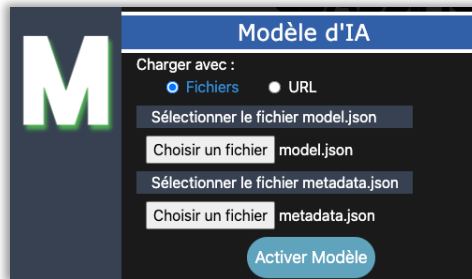 M
Modèle d'IA
Charger avec :
Fichiers URL
Sélectionner le fichier model.json
Choisir un fichier model.json
Sélectionner le fichier metadata.json
Choisir un fichier metadata.json
Activer Modèle